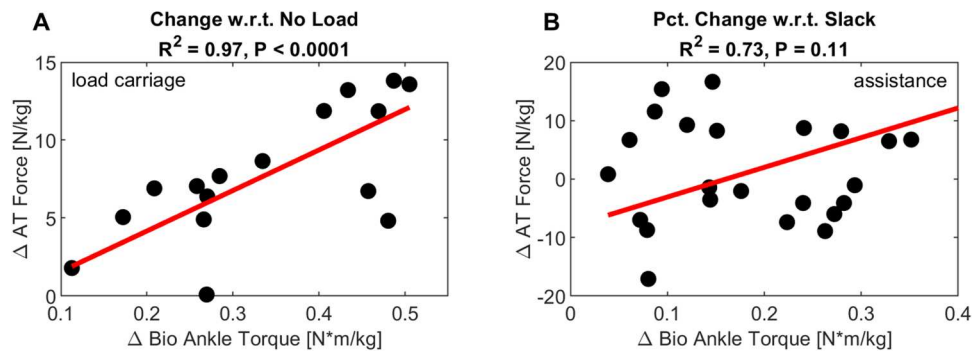 A
Change w.r.t. No Load
R² = 0.97, P < 0.0001
load carriage
15
10
5
0
Δ AT Force [N/kg]
0.1 0.2 0.3 0.4 0.5
Δ Bio Ankle Torque [N*m/kg]
B
Pct. Change w.r.t. Slack
R² = 0.73, P = 0.11
assistance
20
10
0
-10
-20
Δ AT Force [N/kg]
0 0.1 0.2 0.3 0.4
Δ Bio Ankle Torque [N*m/kg]